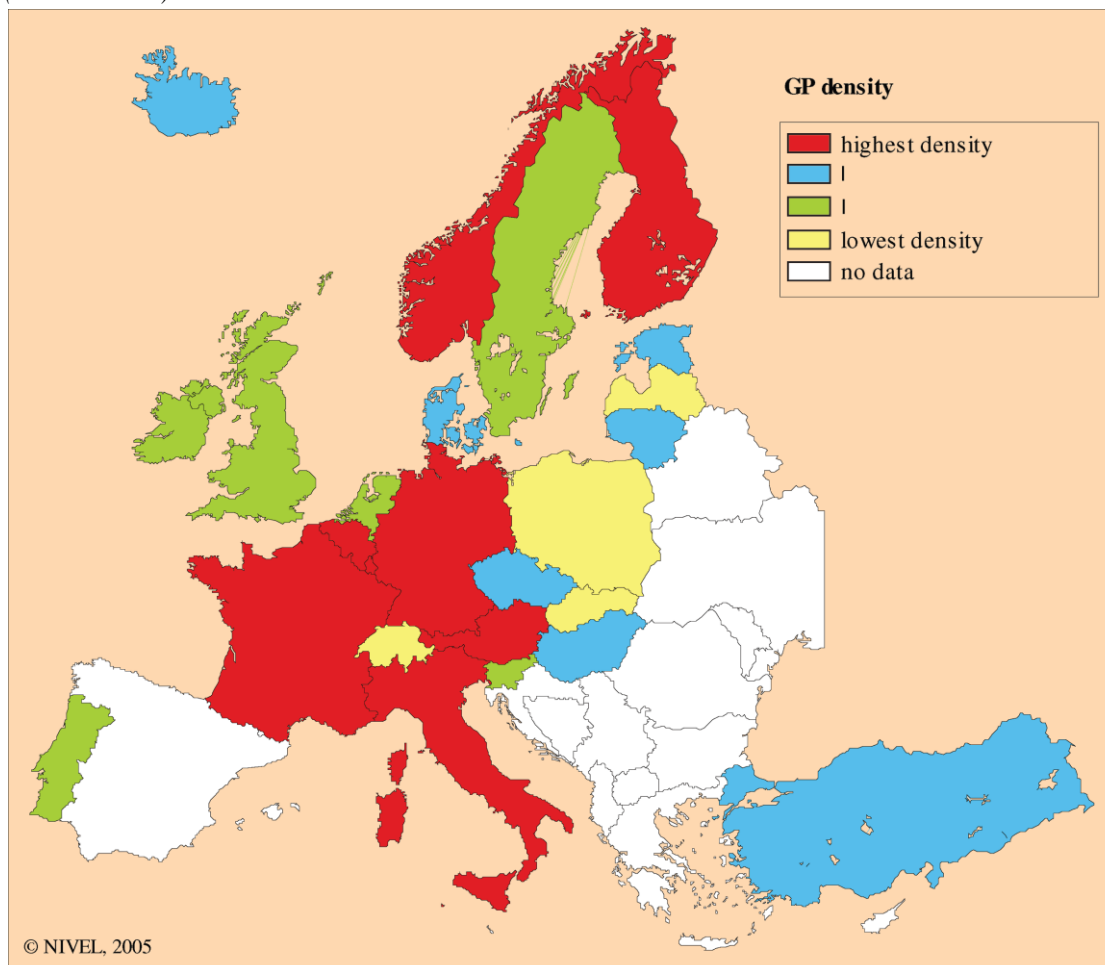 GP density
highest density
l
l
lowest density
no data
© NIVEL, 2005